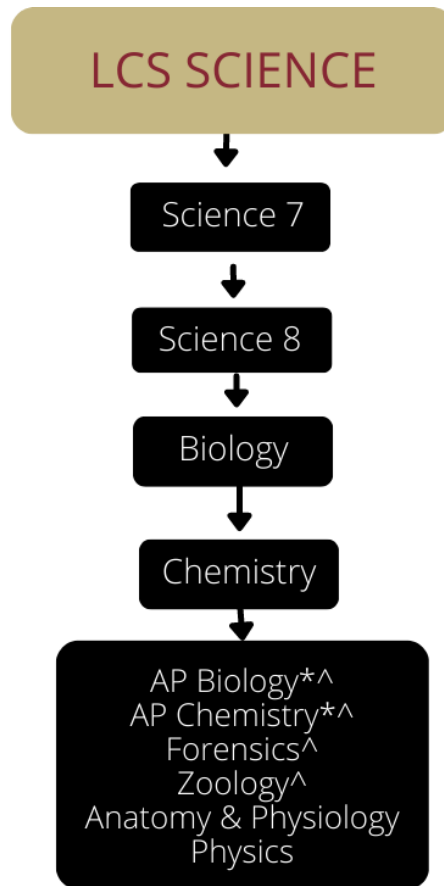 LCS SCIENCE
Science 7
Science 8
Biology
Chemistry
AP Biology*^
AP Chemistry*^
Forensics^
Zoology^
Anatomy & Physiology
Physics